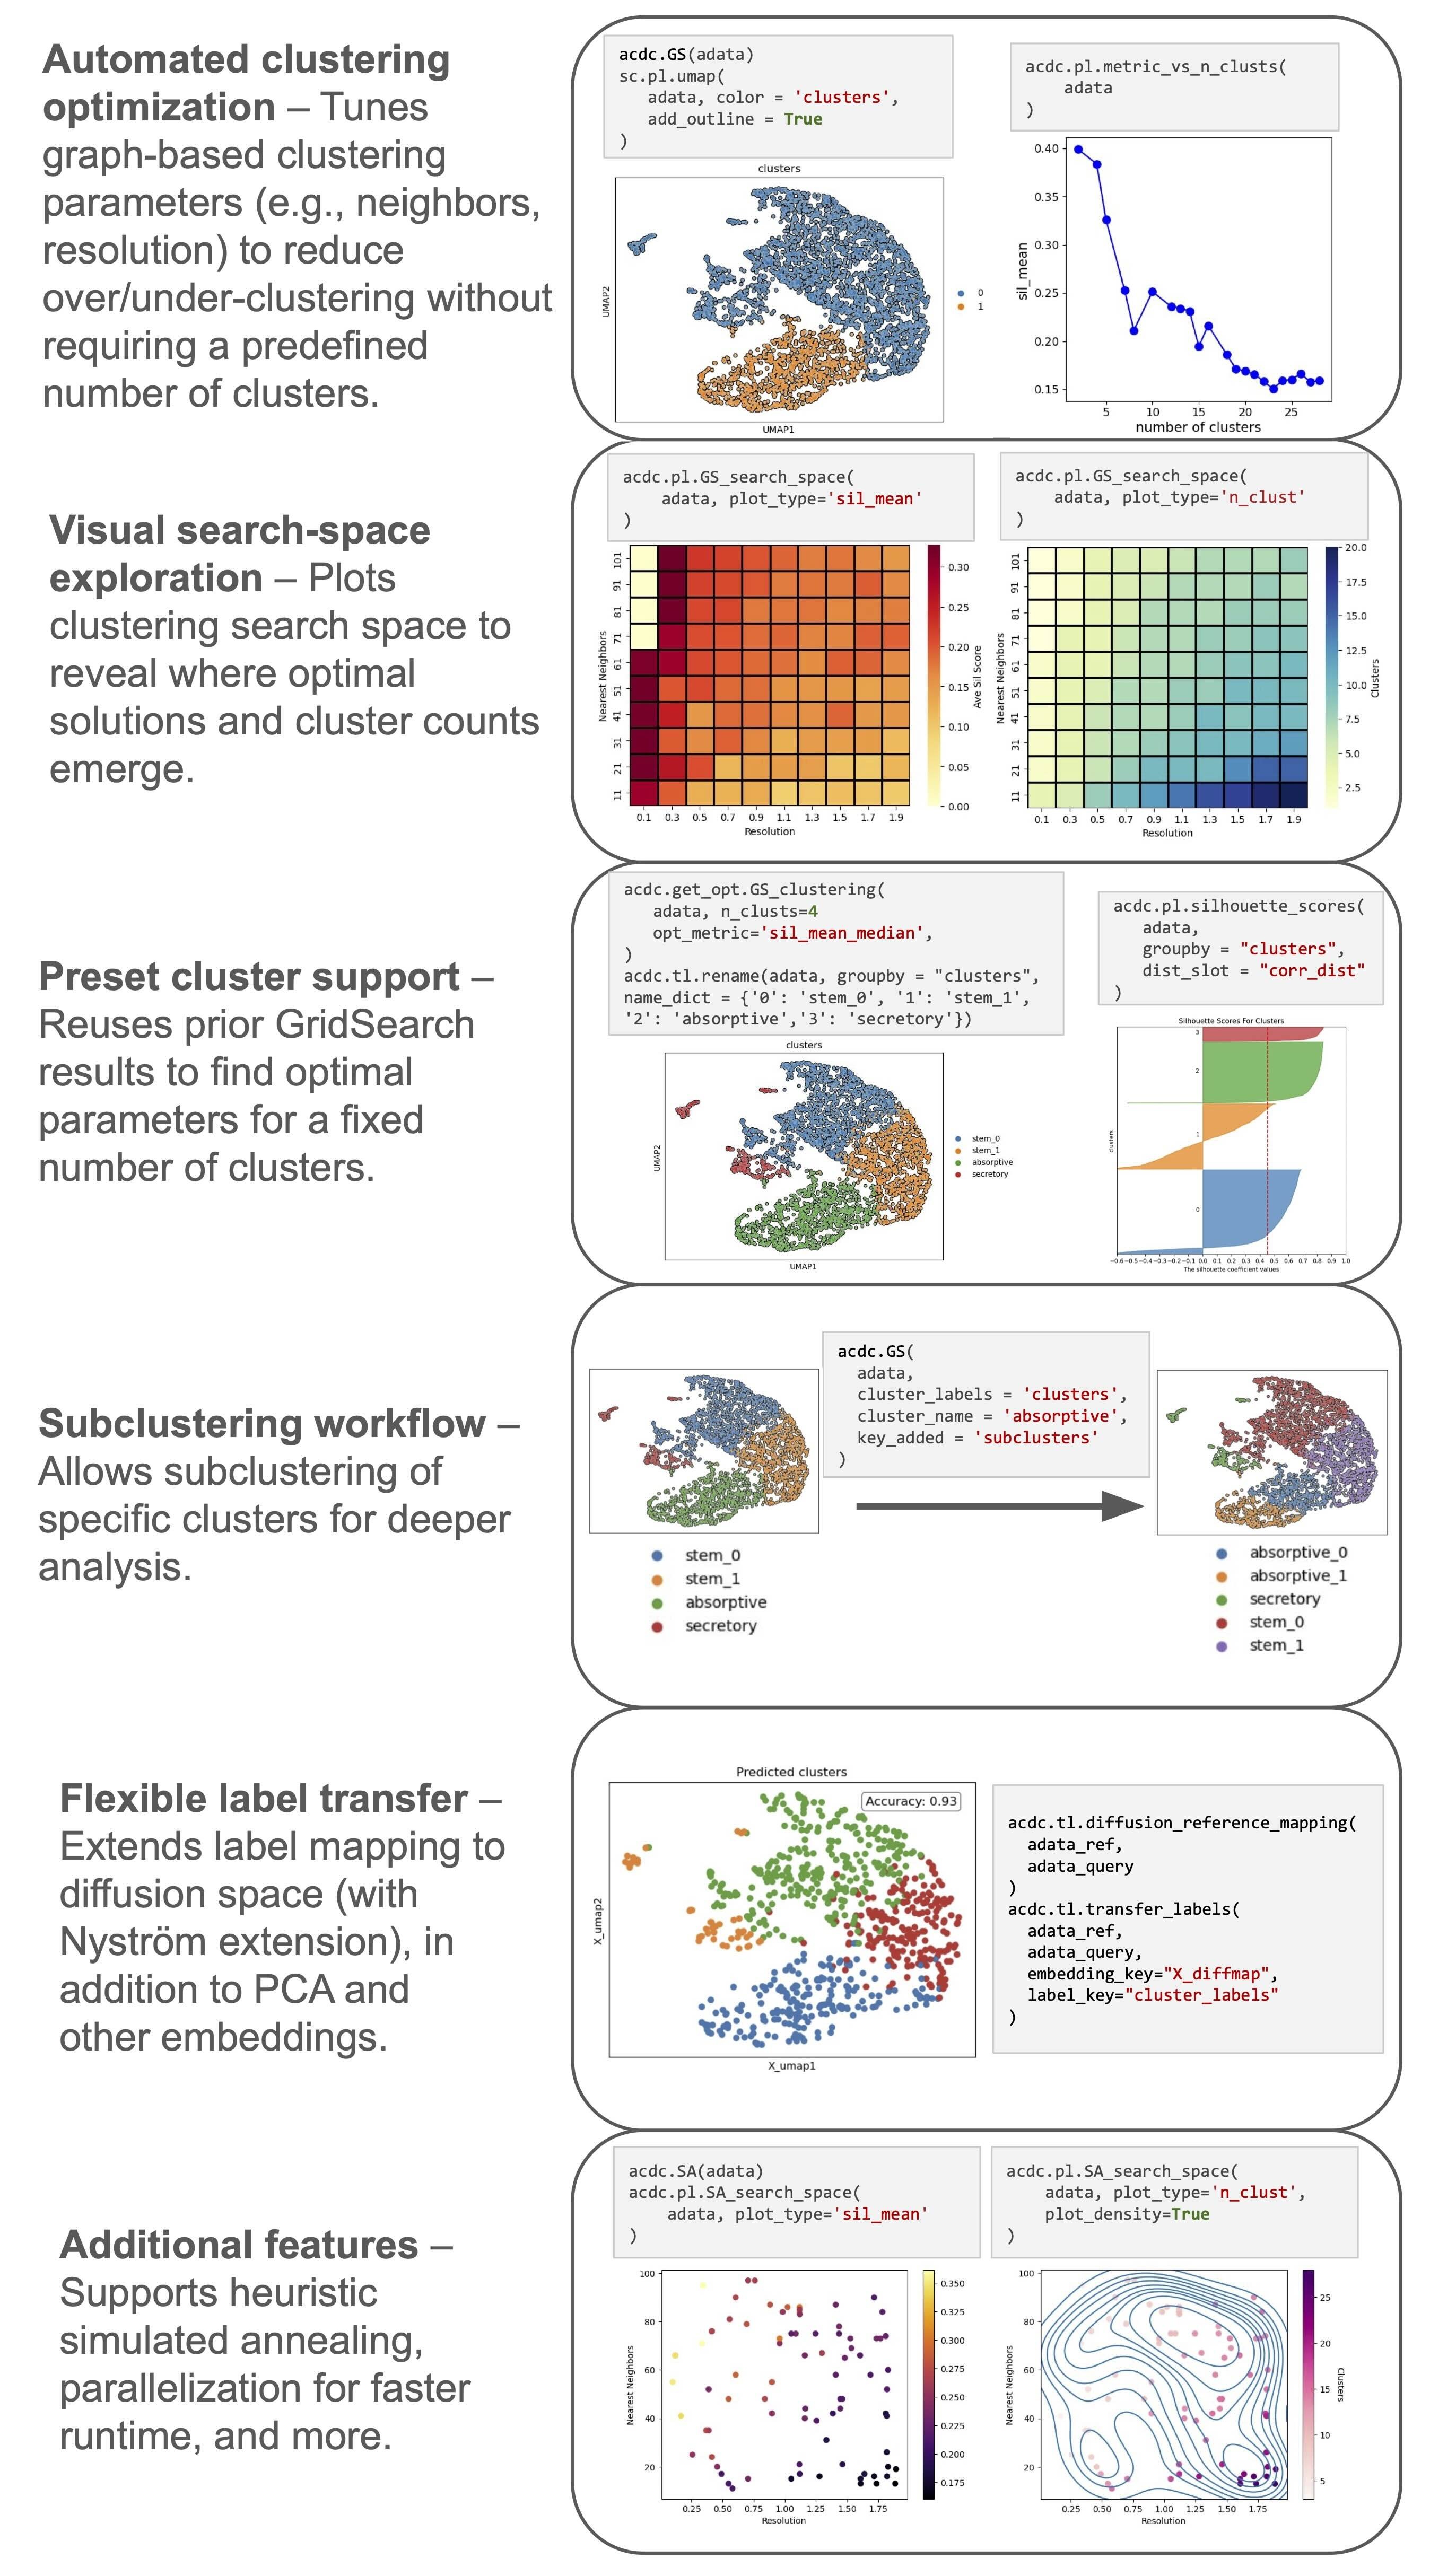 Automated clustering
optimization – Tunes
graph-based clustering
parameters (e.g., neighbors,
resolution) to reduce
over/under-clustering without
requiring a predefined
number of clusters.
acdc.GS(adata)
sc.pl.umap(
adata, color = 'clusters',
add_outline = True
)
clusters
UMAP2
UMAP1
0
1
acdc.pl.metric_vs_n_clusts(
adata
)
0.40
0.35
0.30
0.25
0.20
0.15
sil_mean
5 10 15 20 25
number of clusters
Visual search-space
exploration – Plots
clustering search space to
reveal where optimal
solutions and cluster counts
emerge.
acdc.pl.GS_search_space(
adata, plot_type='sil_mean'
)
Nearest Neighbors
101
91
81
71
61
51
41
31
21
11
0.1 0.3 0.5 0.7 0.9 1.1 1.3 1.5 1.7 1.9
Resolution
0.30
0.25
0.20
0.15
0.10
0.05
0.00
Ave Sil Score
acdc.pl.GS_search_space(
adata, plot_type='n_clust'
)
Nearest Neighbors
101
91
81
71
61
51
41
31
21
11
0.1 0.3 0.5 0.7 0.9 1.1 1.3 1.5 1.7 1.9
Resolution
20.0
17.5
15.0
12.5
10.0
7.5
5.0
2.5
Clusters
Preset cluster support –
Reuses prior GridSearch
results to find optimal
parameters for a fixed
number of clusters.
acdc.get_opt.GS_clustering(
adata, n_clusts=4
opt_metric='sil_mean_median',
)
acdc.tl.rename(adata, groupby = "clusters",
name_dict = {'0': 'stem_0', '1': 'stem_1',
'2': 'absorptive','3': 'secretory'})
clusters
UMAP2
UMAP1
stem_0
stem_1
absorptive
secretory
acdc.pl.silhouette_scores(
adata,
groupby = "clusters",
dist_slot = "corr_dist"
)
Silhouette Scores For Clusters
3
2
1
0
clusters
−0.6 −0.5 −0.4 −0.3 −0.2 −0.1 0.0 0.1 0.2 0.3 0.4 0.5 0.6 0.7 0.8 0.9 1.0
The silhouette coefficient values
Subclustering workflow –
Allows subclustering of
specific clusters for deeper
analysis.
stem_0
stem_1
absorptive
secretory
acdc.GS(
adata,
cluster_labels = 'clusters',
cluster_name = 'absorptive',
key_added = 'subclusters'
)
absorptive_0
absorptive_1
secretory
stem_0
stem_1
Flexible label transfer –
Extends label mapping to
diffusion space (with
Nyström extension), in
addition to PCA and
other embeddings.
Predicted clusters
Accuracy: 0.93
X_umap2
X_umap1
acdc.tl.diffusion_reference_mapping(
adata_ref,
adata_query
)
acdc.tl.transfer_labels(
adata_ref,
adata_query,
embedding_key="X_diffmap",
label_key="cluster_labels"
)
Additional features –
Supports heuristic
simulated annealing,
parallelization for faster
runtime, and more.
acdc.SA(adata)
acdc.pl.SA_search_space(
adata, plot_type='sil_mean'
)
100
80
60
40
20
Nearest Neighbors
0.25 0.50 0.75 1.00 1.25 1.50 1.75
Resolution
0.350
0.325
0.300
0.275
0.250
0.225
0.200
0.175
acdc.pl.SA_search_space(
adata, plot_type='n_clust',
plot_density=True
)
100
80
60
40
20
Nearest Neighbors
0.25 0.50 0.75 1.00 1.25 1.50 1.75
Resolution
25
20
15
10
5
Clusters